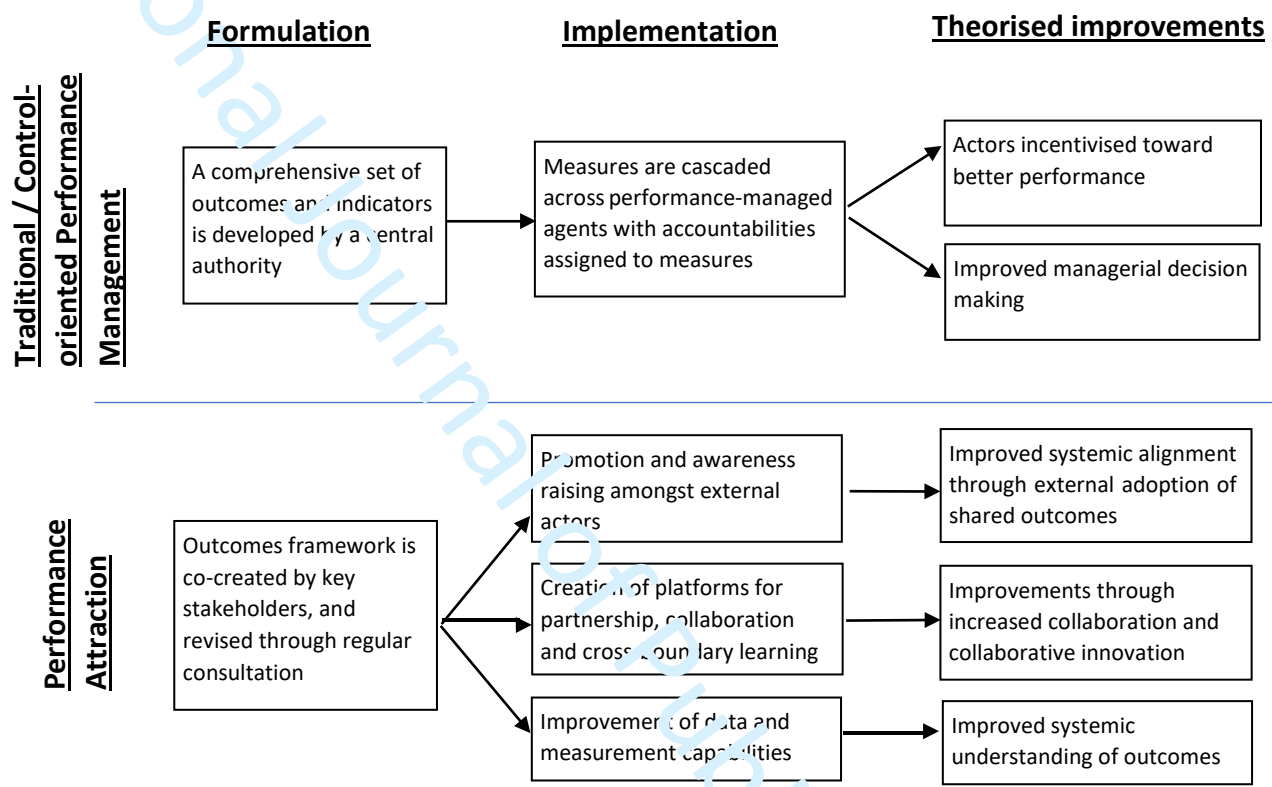 Formulation
Implementation
Theorised improvements
Traditional / Control-
oriented Performance
Management
A comprehensive set of
outcomes and indicators
is developed by a central
authority
Measures are cascaded
across performance-managed
agents with accountabilities
assigned to measures
Actors incentivised toward
better performance
Improved managerial decision
making
Performance
Attraction
Outcomes framework is
co-created by key
stakeholders, and
revised through regular
consultation
Promotion and awareness
raising amongst external
actors
Creation of platforms for
partnership, collaboration
and cross-boundary learning
Improvement of data and
measurement capabilities
Improved systemic alignment
through external adoption of
shared outcomes
Improvements through
increased collaboration and
collaborative innovation
Improved systemic
understanding of outcomes
onal Journal of Pub